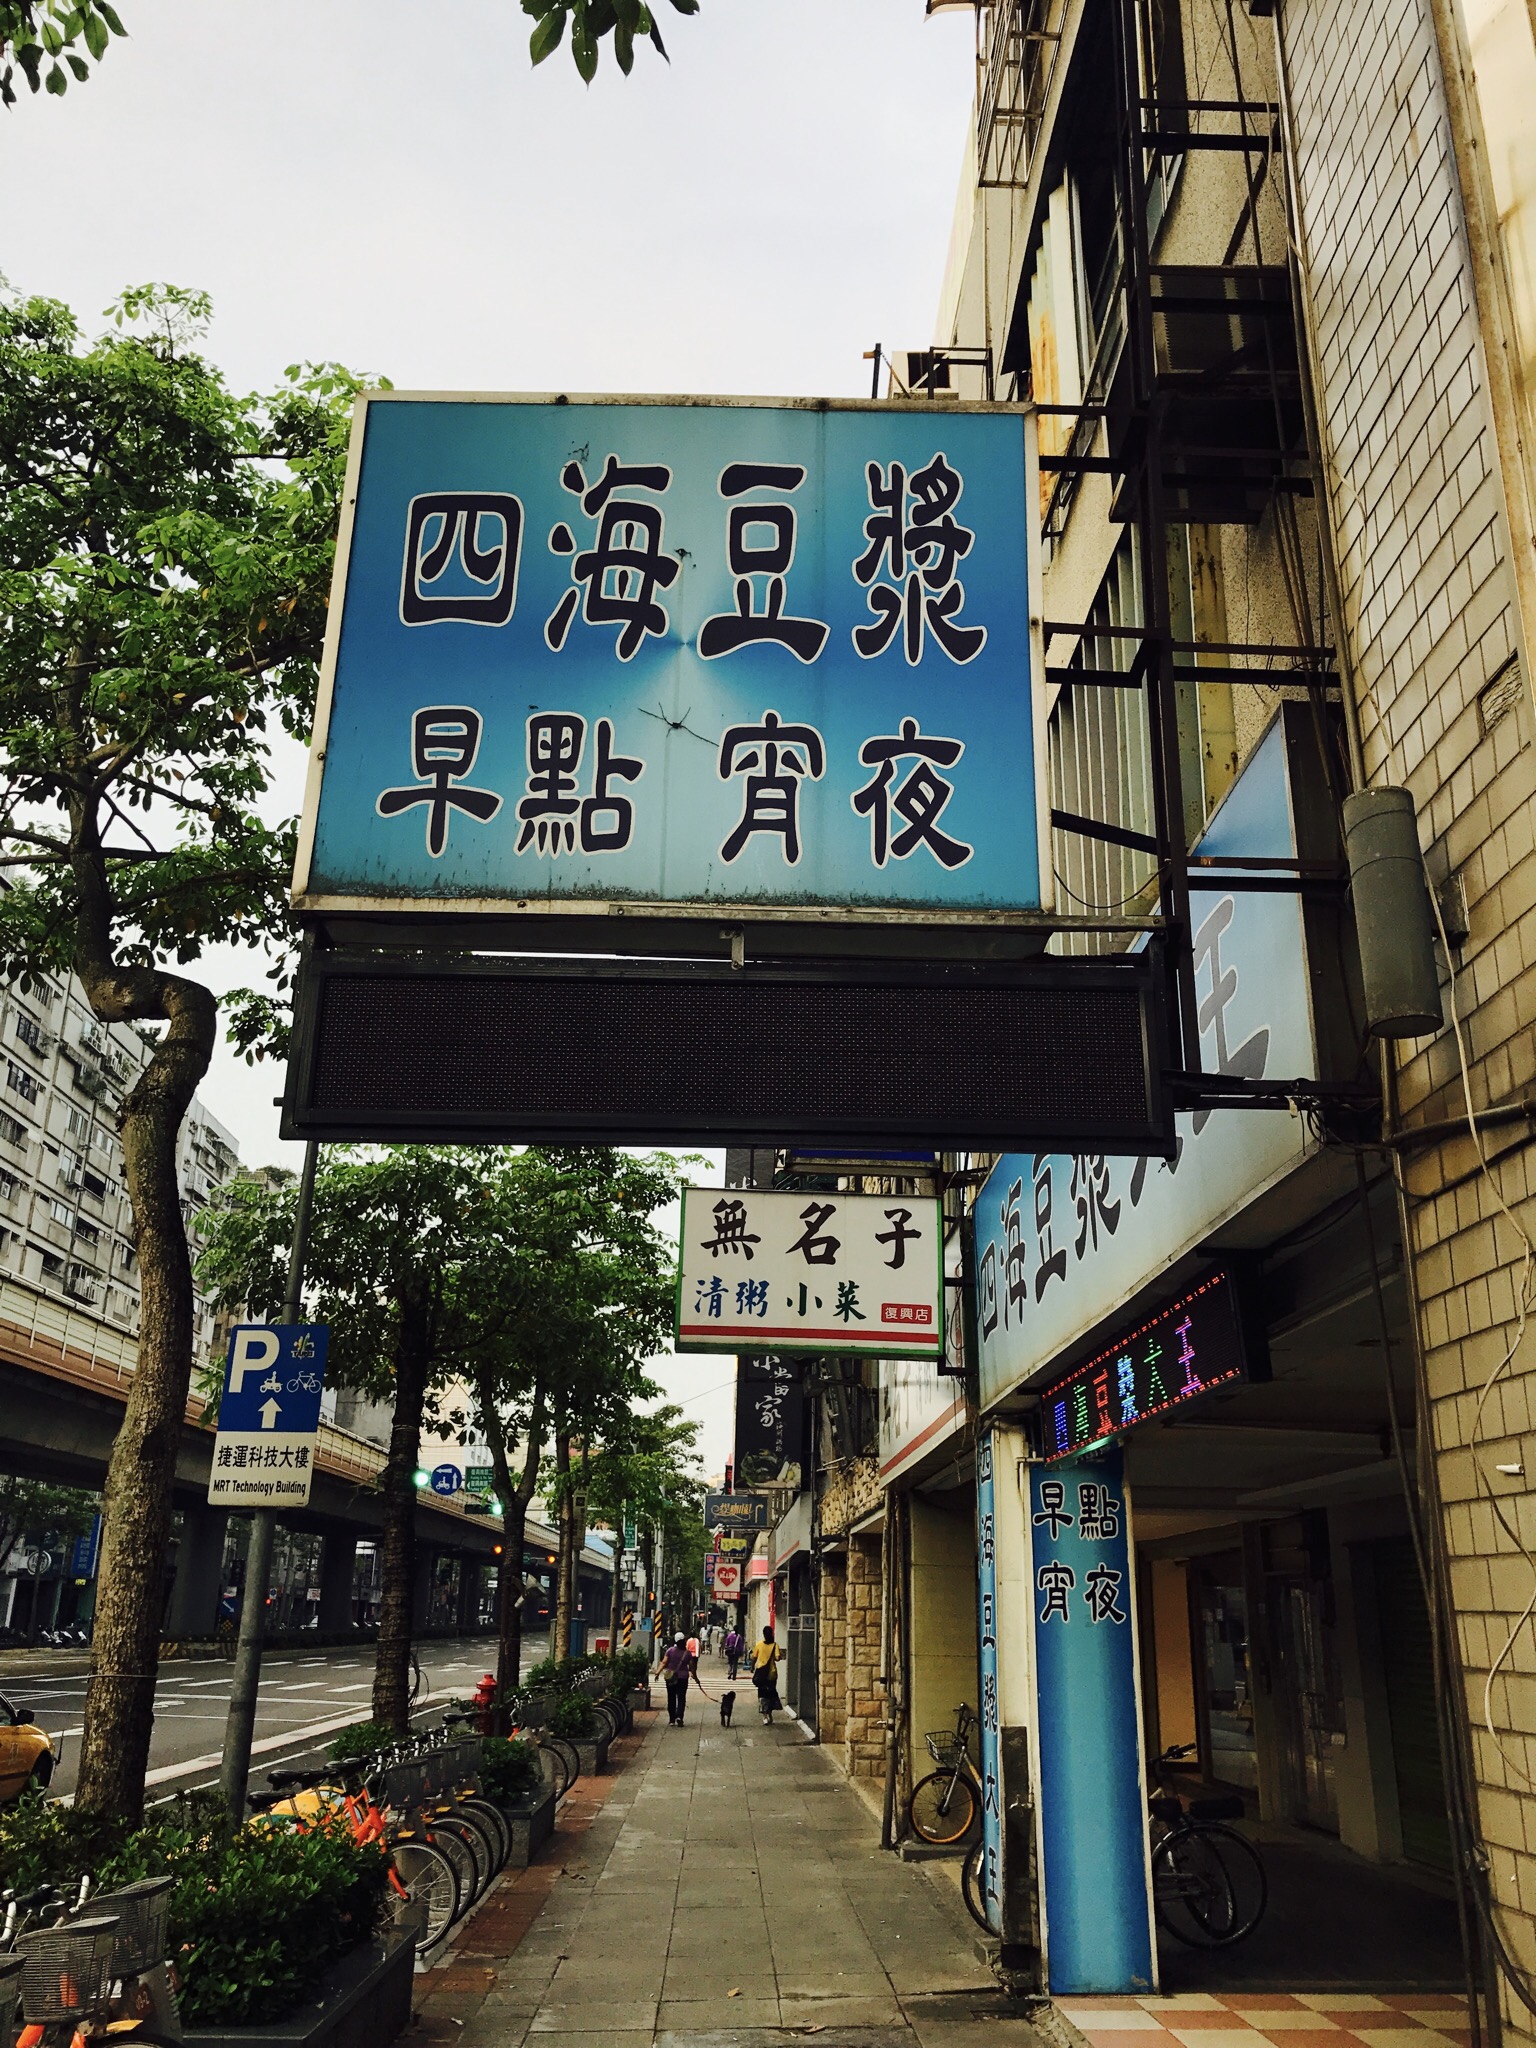 四海豆漿
早點 宵夜
無名子
清粥小菜 復興店
P
捷運科技大樓
MRT Technology Building
四海豆漿大王
四海豆漿大王
早點
宵夜
四海豆漿大王